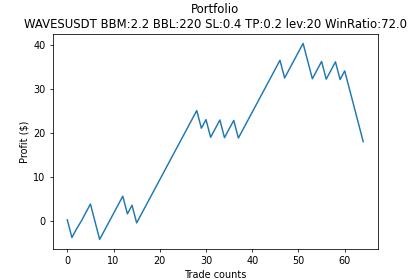 Portfolio
WAVESUSDT BBM:2.2 BBL:220 SL:0.4 TP:0.2 lev:20 WinRatio:72.0
40
30
20
10
0
Profit ($)
0 10 20 30 40 50 60
Trade counts